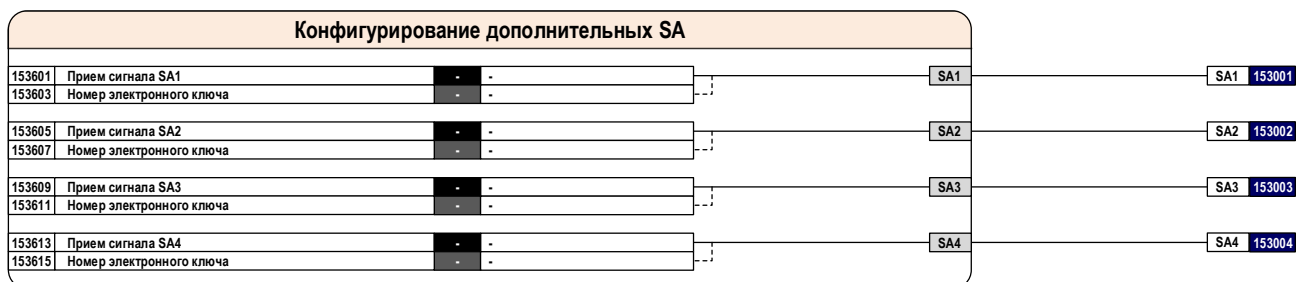 Конфигурирование дополнительных SA
153601 Прием сигнала SA1 - - SA1 SA1 153001
153603 Номер электронного ключа - -
153605 Прием сигнала SA2 - - SA2 SA2 153002
153607 Номер электронного ключа - -
153609 Прием сигнала SA3 - - SA3 SA3 153003
153611 Номер электронного ключа - -
153613 Прием сигнала SA4 - - SA4 SA4 153004
153615 Номер электронного ключа - -